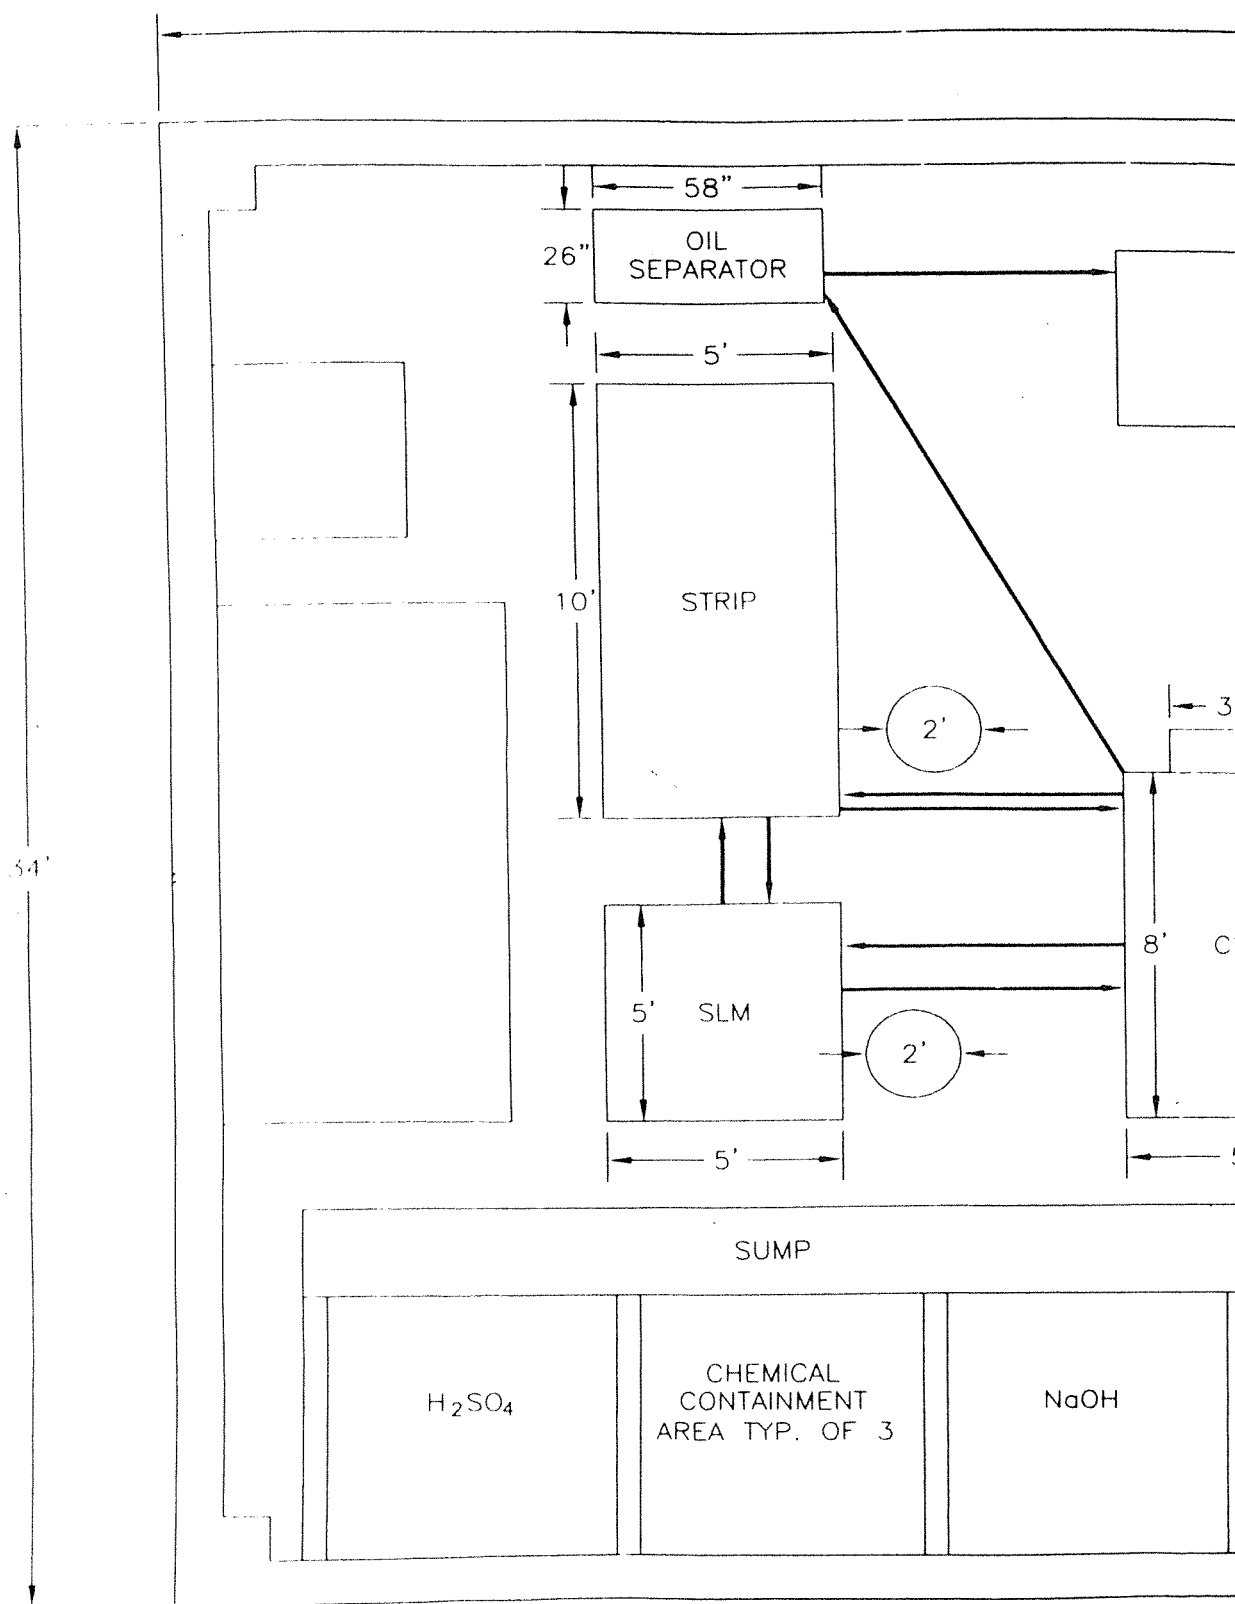 58"
26"
OIL
SEPARATOR
5'
10'
STRIP
2'
3
34'
8'
C
5'
SLM
2'
5'
SUMP
H₂SO₄
CHEMICAL
CONTAINMENT
AREA TYP. OF 3
NaOH